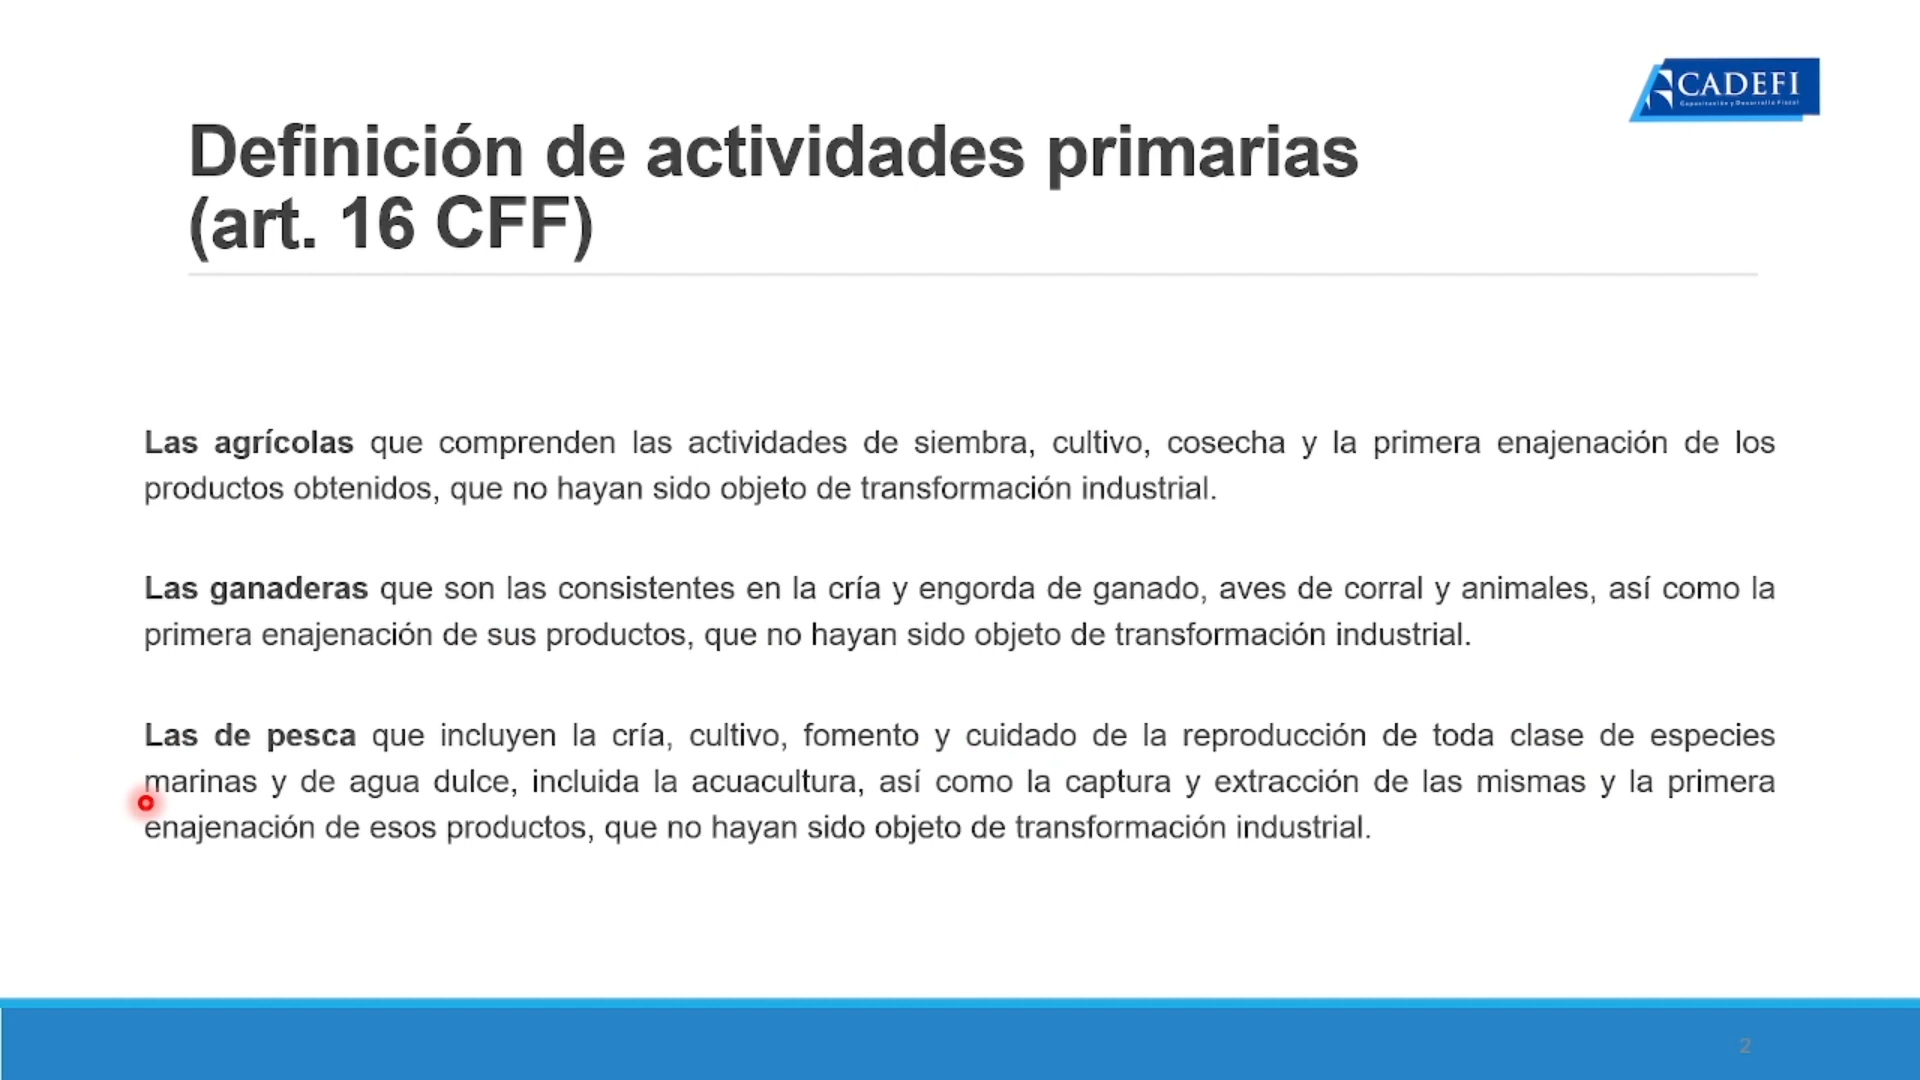 CADEFI
Capacitación y Desarrollo Fiscal
Definición de actividades primarias
(art. 16 CFF)
Las agrícolas que comprenden las actividades de siembra, cultivo, cosecha y la primera enajenación de los
productos obtenidos, que no hayan sido objeto de transformación industrial.
Las ganaderas que son las consistentes en la cría y engorda de ganado, aves de corral y animales, así como la
primera enajenación de sus productos, que no hayan sido objeto de transformación industrial.
Las de pesca que incluyen la cría, cultivo, fomento y cuidado de la reproducción de toda clase de especies
marinas y de agua dulce, incluida la acuacultura, así como la captura y extracción de las mismas y la primera
enajenación de esos productos, que no hayan sido objeto de transformación industrial.
2